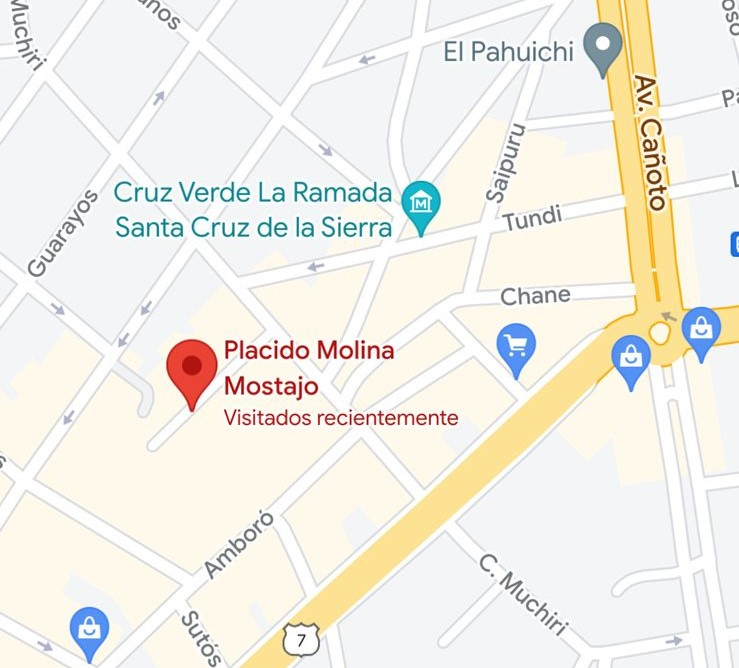 Muchiri
anos
El Pahuichi
Av. Cañoto
Saipuru
Cruz Verde La Ramada
Santa Cruz de la Sierra
Tundi
Guarayos
Chane
Placido Molina
Mostajo
Visitados recientemente
Amboró
C. Muchiri
Sutós
7